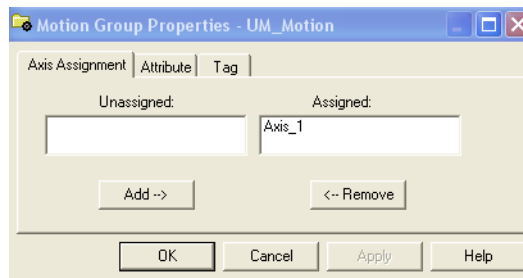 Motion Group Properties - UM_Motion
Axis Assignment Attribute Tag
Unassigned: Assigned:
Axis_1
Add --> <-- Remove
OK Cancel Apply Help